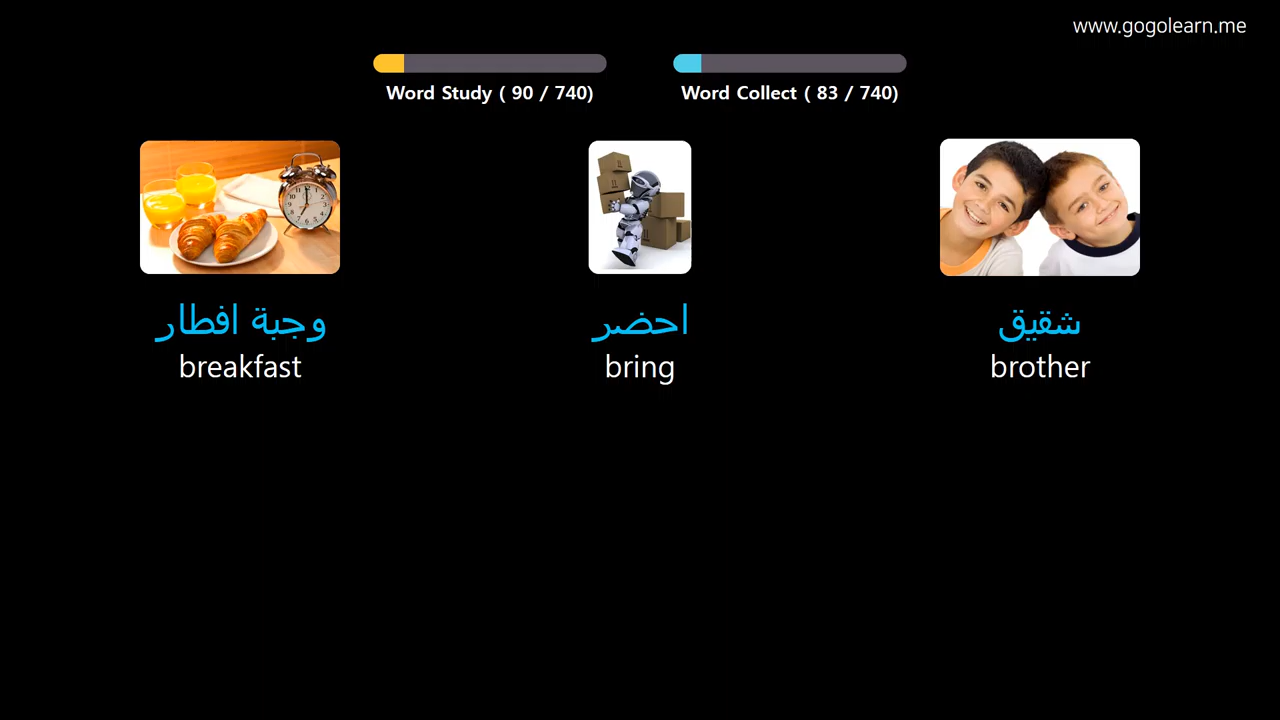 www.gogolearn.me
Word Study ( 90 / 740)
Word Collect ( 83 / 740)
وجبة افطار
breakfast
احضر
bring
شقيق
brother